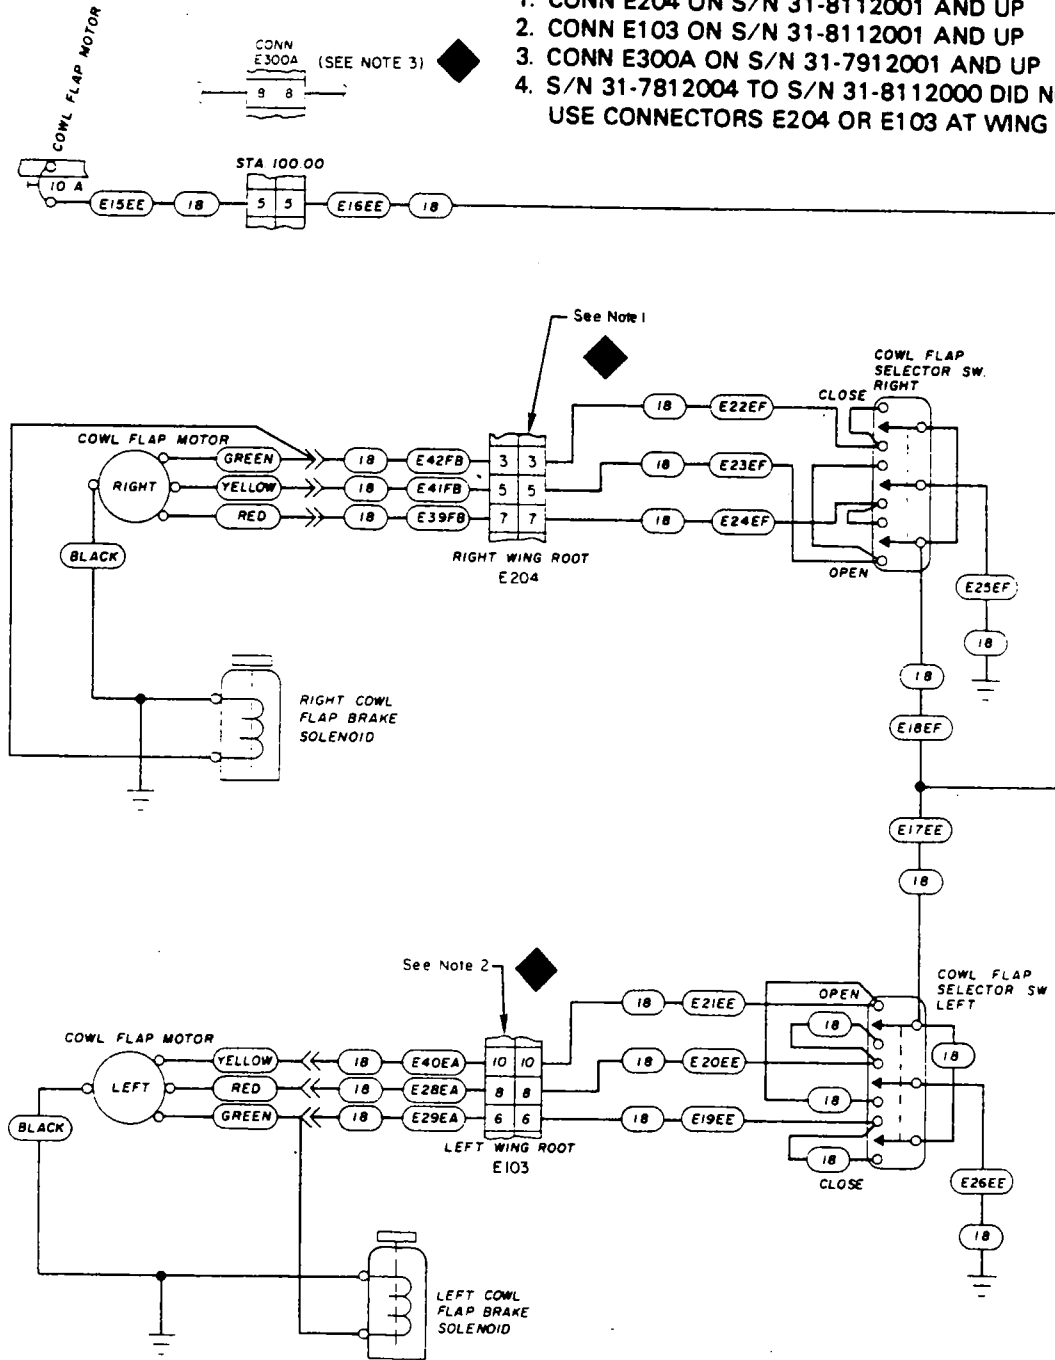 1. CONN E204 ON S/N 31-8112001 AND UP
2. CONN E103 ON S/N 31-8112001 AND UP
3. CONN E300A ON S/N 31-7912001 AND UP
4. S/N 31-7812004 TO S/N 31-8112000 DID N
USE CONNECTORS E204 OR E103 AT WING
COWL FLAP MOTOR
CONN
E300A
(SEE NOTE 3)
8 8
10 A
STA 100.00
E15EE 18 5 5 E16EE 18
See Note 1
COWL FLAP
SELECTOR SW.
RIGHT
CLOSE
18 E22EF
COWL FLAP MOTOR
RIGHT
GREEN 18 E42FB 3 3
18 E23EF
YELLOW 18 E41FB 5 5
RED 18 E39FB 7 7
18 E24EF
BLACK
RIGHT WING ROOT
E204
OPEN
E25EF
18
RIGHT COWL
FLAP BRAKE
SOLENOID
18
E18EF
E17EE
18
See Note 2
COWL FLAP
SELECTOR SW
LEFT
OPEN
18 E21EE
18
COWL FLAP MOTOR
LEFT
YELLOW 18 E40EA 10 10
18 E20EE
18
RED 18 E28EA 8 8
18
GREEN 18 E29EA 6 6
18 E19EE
BLACK
LEFT WING ROOT
E103
18
CLOSE
E26EE
18
LEFT COWL
FLAP BRAKE
SOLENOID